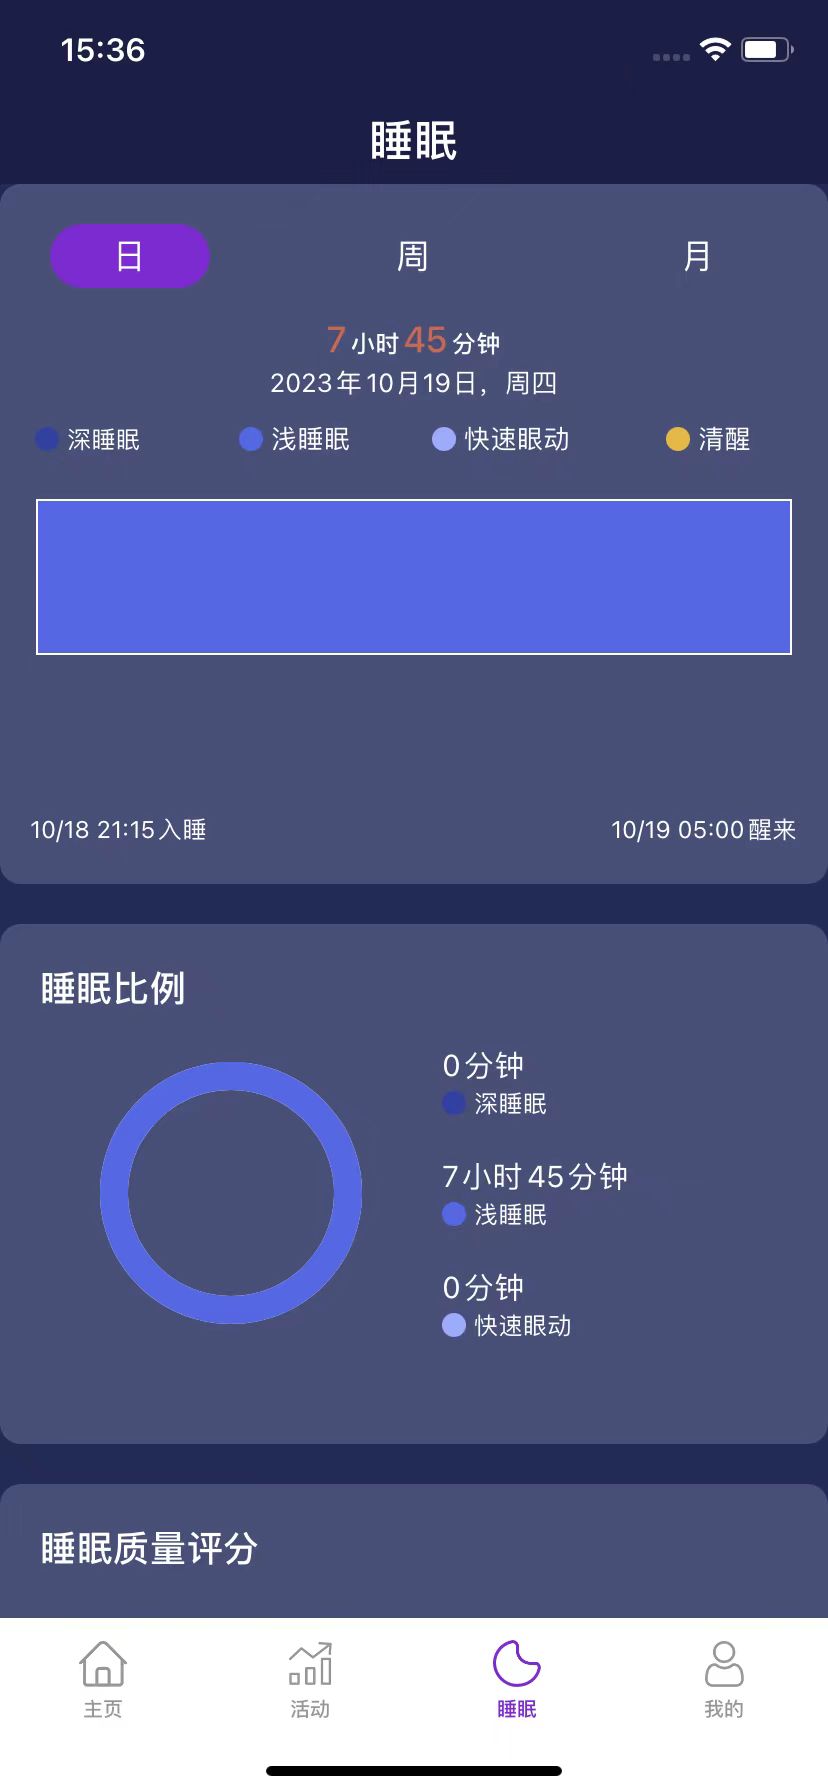 15:36
睡眠
日 周 月
7小时45分钟
2023年10月19日，周四
深睡眠 浅睡眠 快速眼动 清醒
10/18 21:15入睡 10/19 05:00醒来
睡眠比例
0分钟
深睡眠
7小时45分钟
浅睡眠
0分钟
快速眼动
睡眠质量评分
主页 活动 睡眠 我的